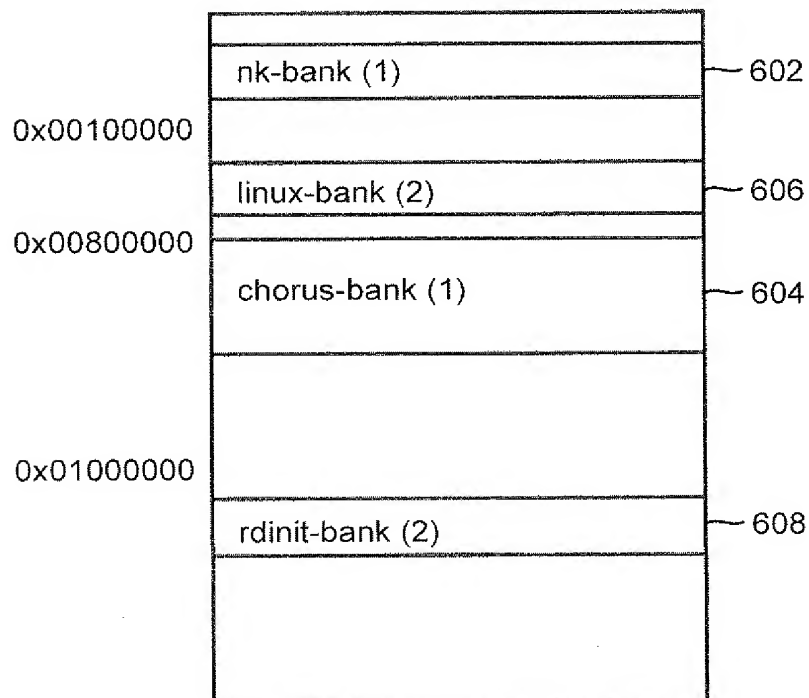 nk-bank (1) 602
0x00100000
linux-bank (2) 606
0x00800000
chorus-bank (1) 604
0x01000000
rdinit-bank (2) 608